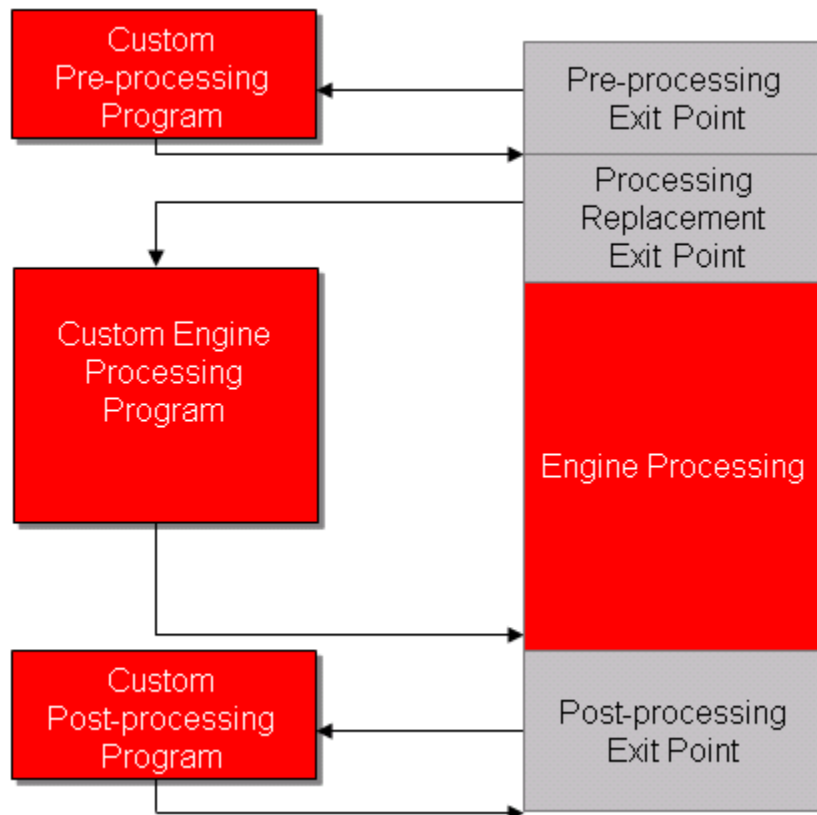 Custom
Pre-processing
Program
Pre-processing
Exit Point
Processing
Replacement
Exit Point
Custom Engine
Processing
Program
Engine Processing
Custom
Post-processing
Program
Post-processing
Exit Point